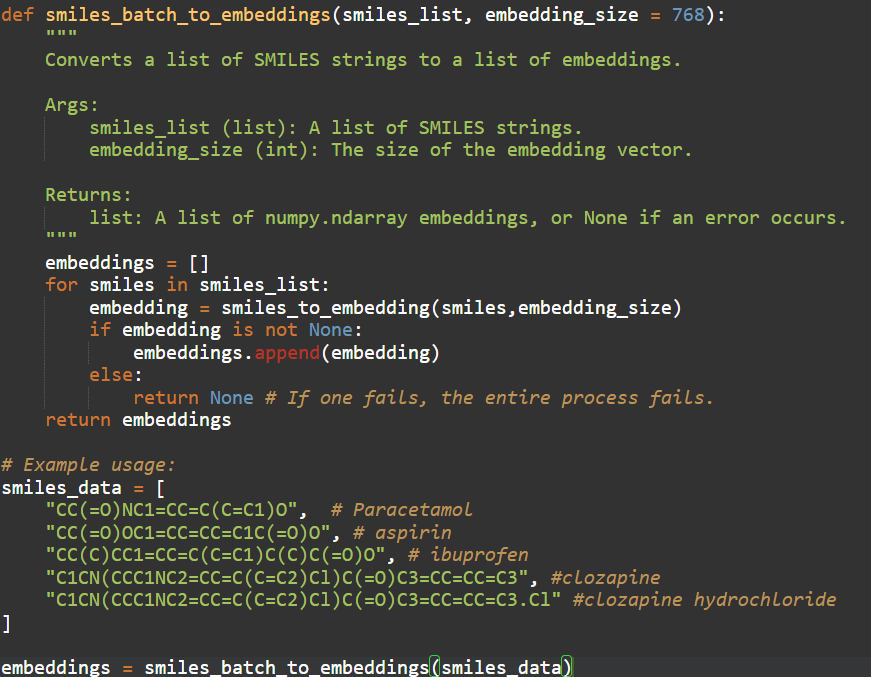 def smiles_batch_to_embeddings(smiles_list, embedding_size = 768):
    """
    Converts a list of SMILES strings to a list of embeddings.

    Args:
        smiles_list (list): A list of SMILES strings.
        embedding_size (int): The size of the embedding vector.

    Returns:
        list: A list of numpy.ndarray embeddings, or None if an error occurs.
    """
    embeddings = []
    for smiles in smiles_list:
        embedding = smiles_to_embedding(smiles,embedding_size)
        if embedding is not None:
            embeddings.append(embedding)
        else:
            return None # If one fails, the entire process fails.
    return embeddings

# Example usage:
smiles_data = [
    "CC(=O)NC1=CC=C(C=C1)O",  # Paracetamol
    "CC(=O)OC1=CC=CC=C1C(=O)O", # aspirin
    "CC(C)CC1=CC=C(C=C1)C(C)C(=O)O", # ibuprofen
    "C1CN(CCC1NC2=CC=C(C=C2)Cl)C(=O)C3=CC=CC=C3", #clozapine
    "C1CN(CCC1NC2=CC=C(C=C2)Cl)C(=O)C3=CC=CC=C3.Cl" #clozapine hydrochloride
]

embeddings = smiles_batch_to_embeddings(smiles_data)